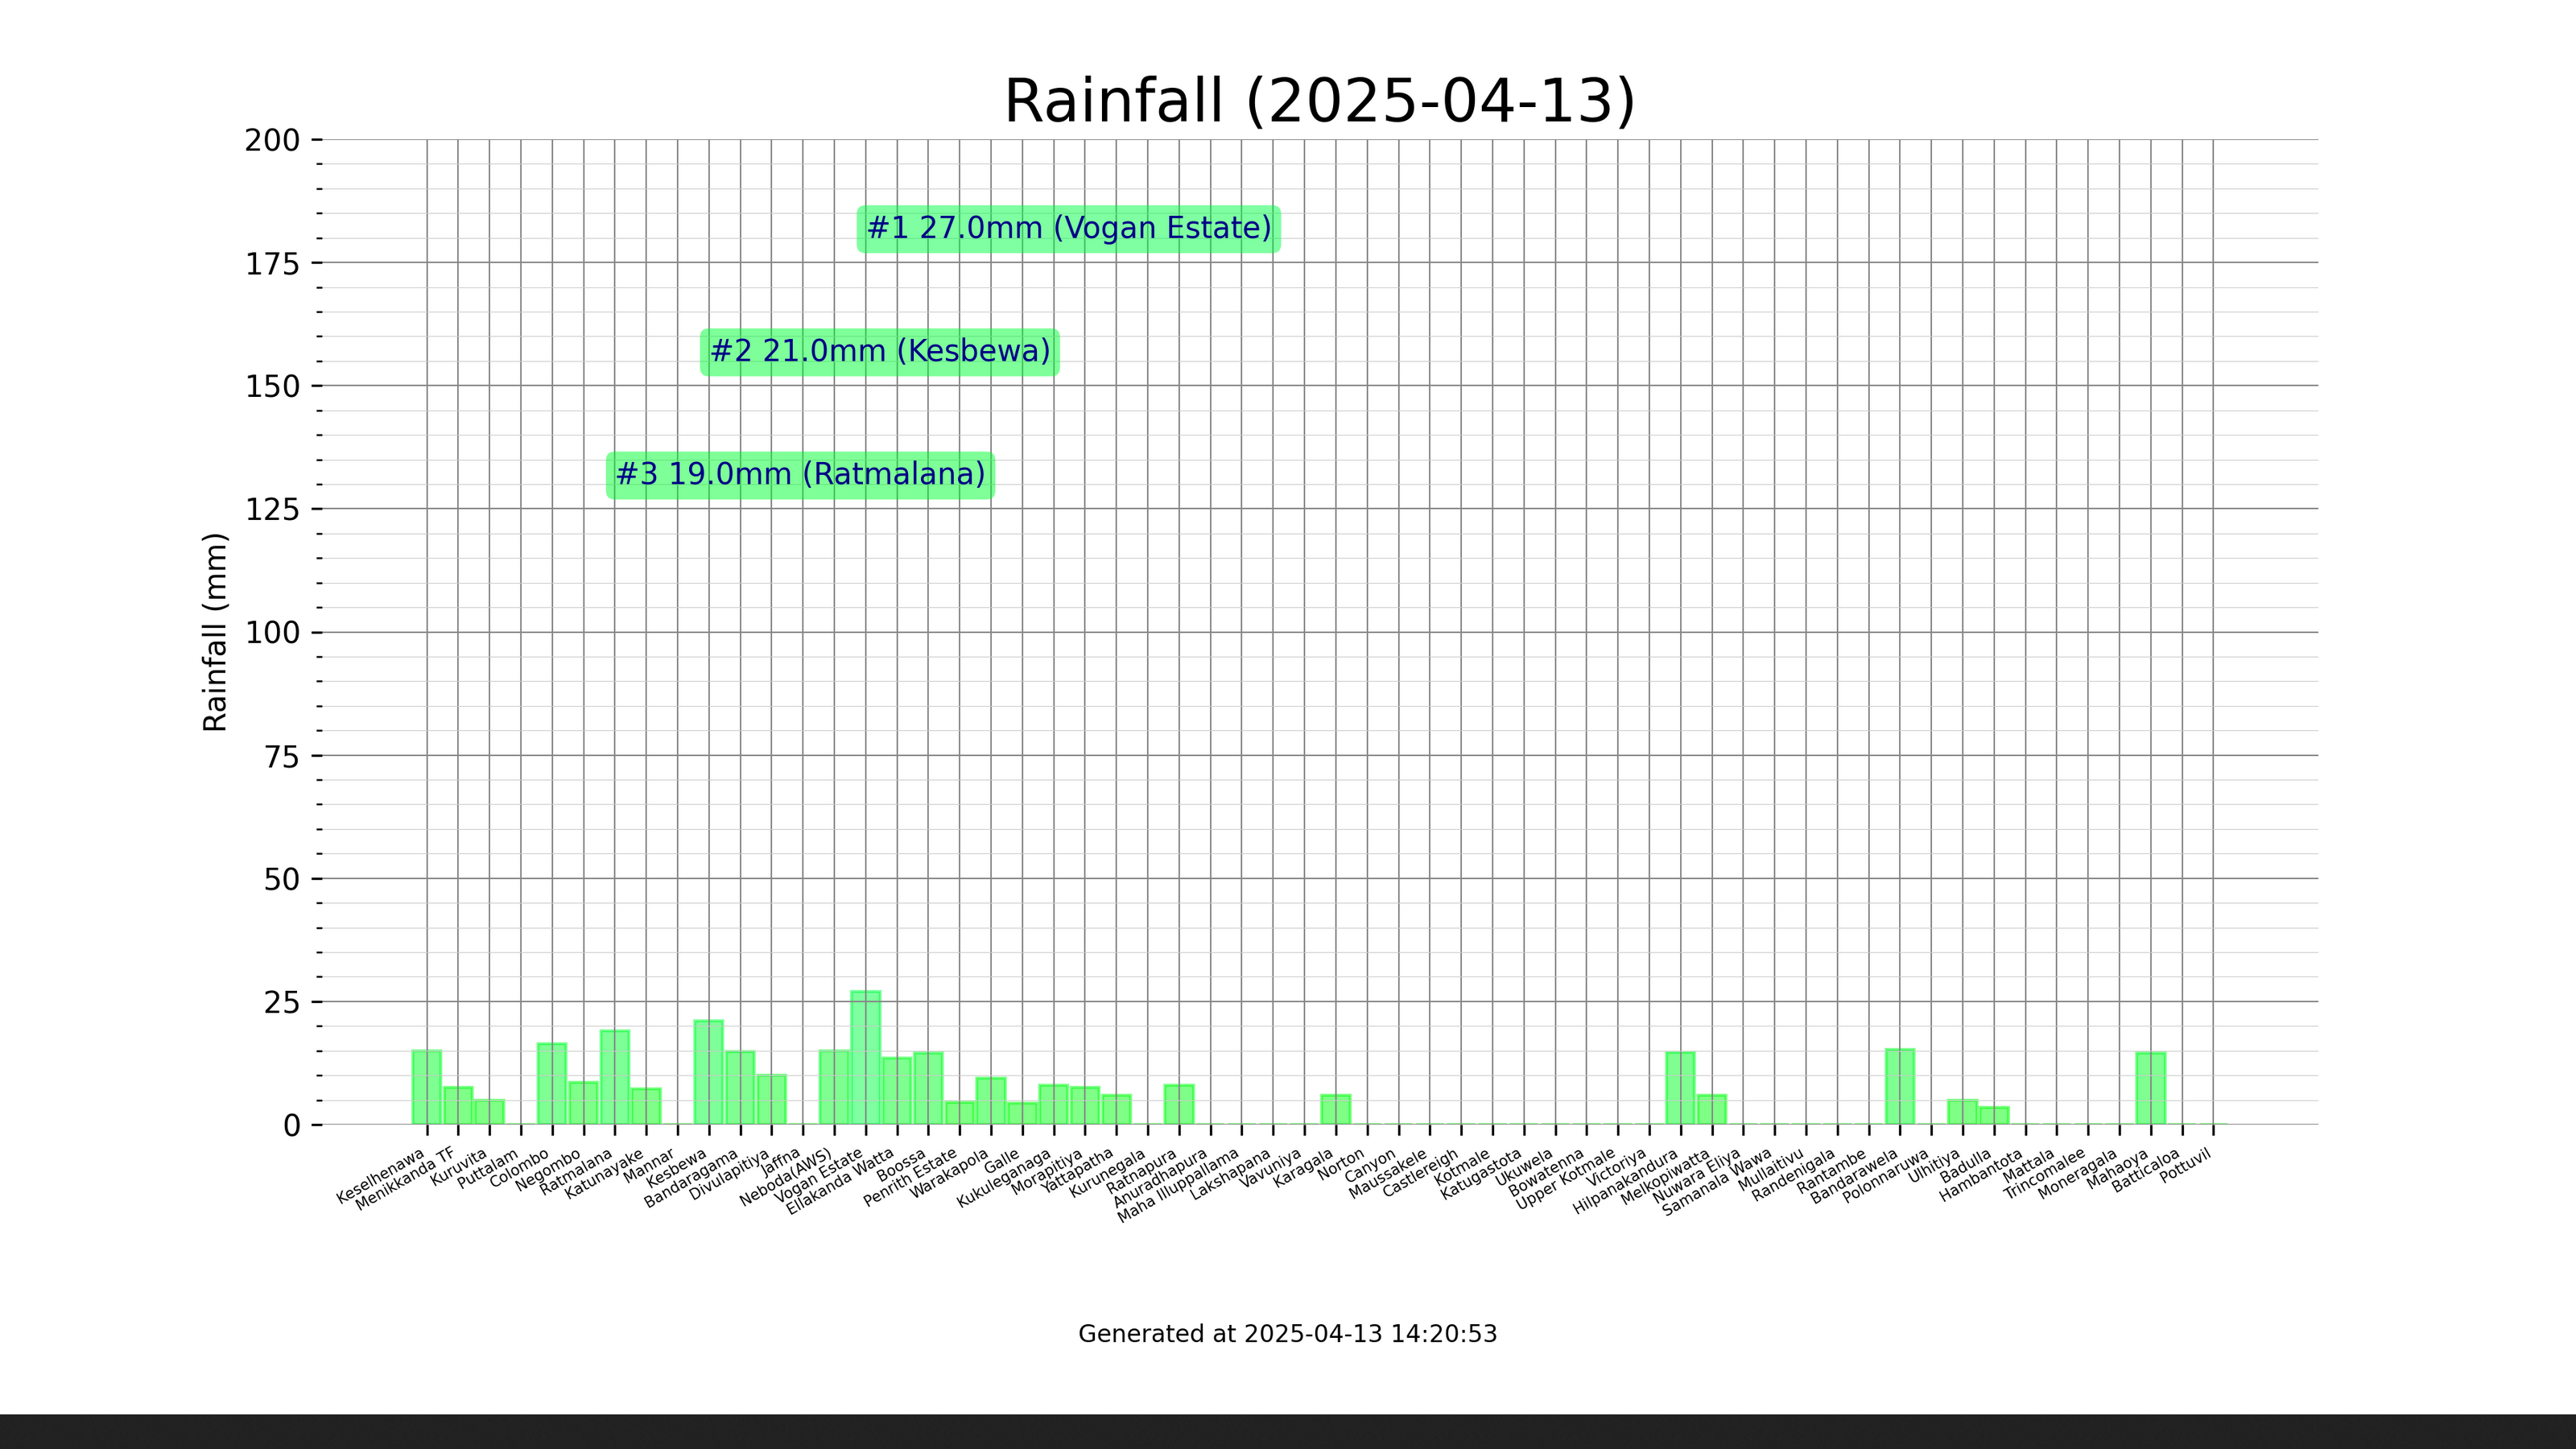 Rainfall (2025-04-13)
200
175
150
125
100
75
50
25
0
Rainfall (mm)
#1 27.0mm (Vogan Estate)
#2 21.0mm (Kesbewa)
#3 19.0mm (Ratmalana)
Keselhenawa
Menikkanda TF
Kuruvita
Puttalam
Colombo
Negombo
Ratmalana
Katunayake
Mannar
Kesbewa
Bandaragama
Divulapitiya
Jaffna
Neboda(AWS)
Vogan Estate
Ellakanda Watta
Boossa
Penrith Estate
Warakapola
Galle
Kukuleganaga
Morapitiya
Yattapatha
Kurunegala
Ratnapura
Anuradhapura
Maha Illuppallama
Lakshapana
Vavuniya
Karagala
Norton
Canyon
Maussakele
Castlereigh
Kotmale
Katugastota
Ukuwela
Bowatenna
Upper Kotmale
Victoriya
Hilpanakandura
Melkopiwatta
Nuwara Eliya
Samanala Wawa
Mullaitivu
Randenigala
Rantambe
Bandarawela
Polonnaruwa
Ulhitiya
Badulla
Hambantota
Mattala
Trincomalee
Moneragala
Mahaoya
Batticaloa
Pottuvil
Generated at 2025-04-13 14:20:53